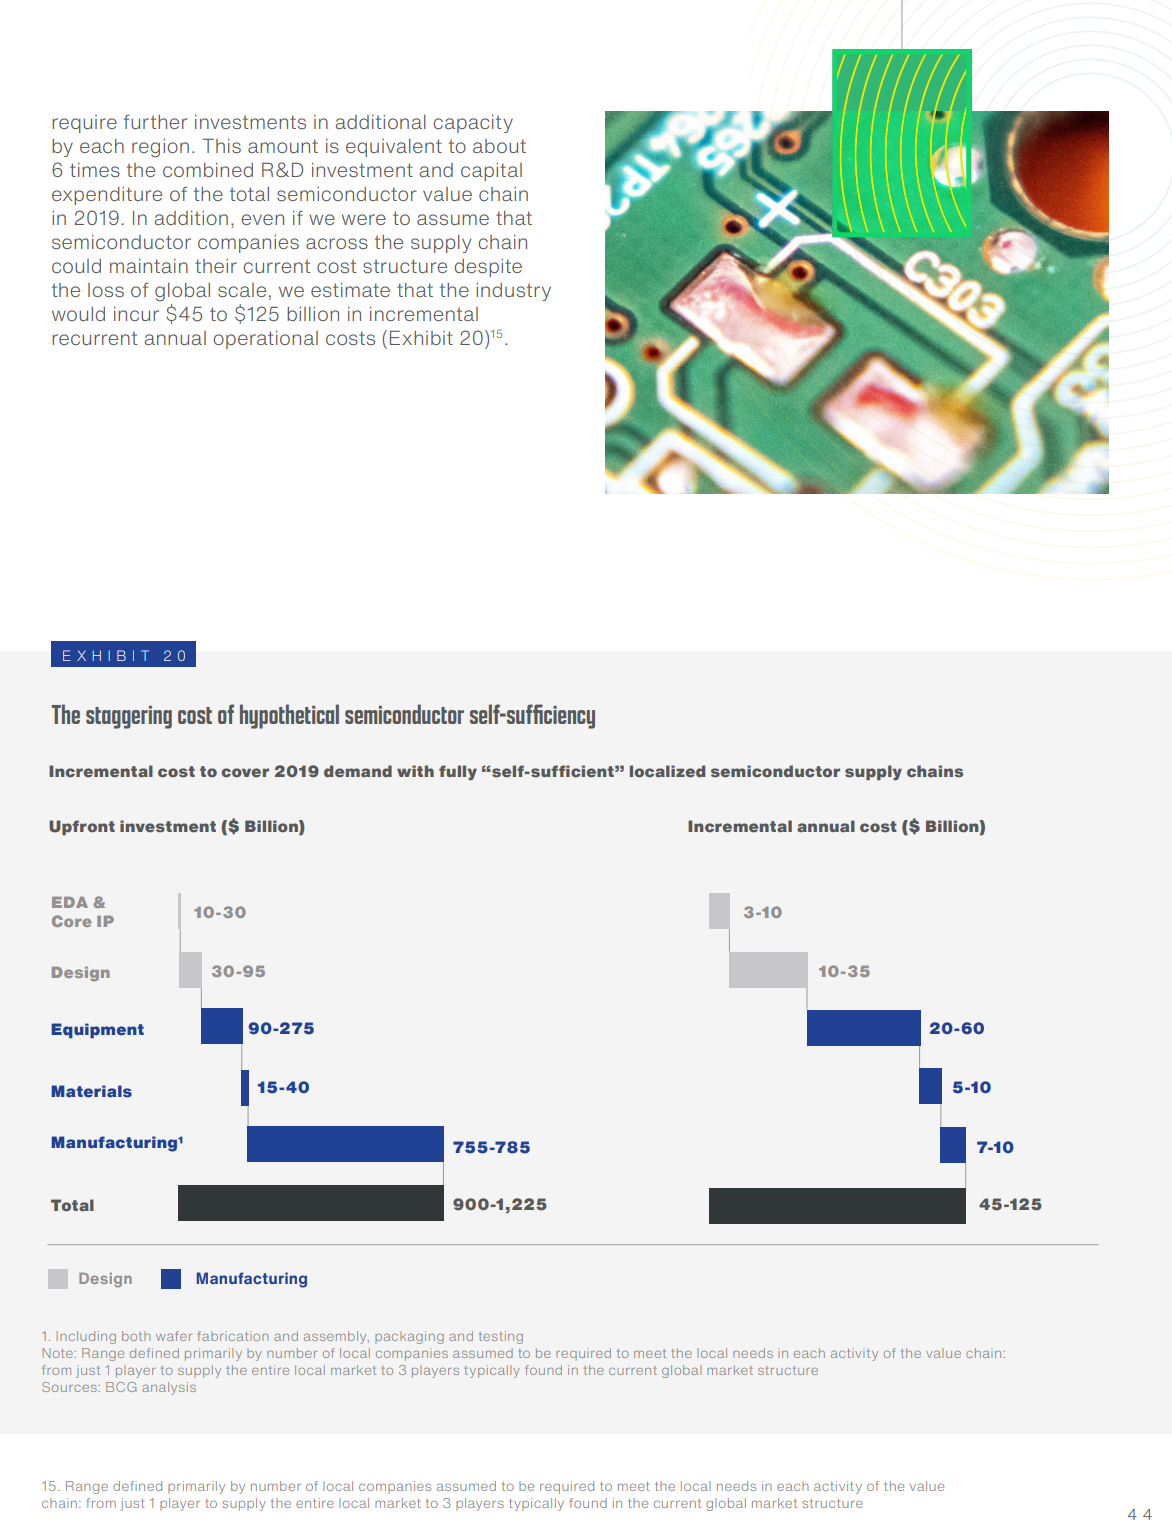 require further investments in additional capacity
by each region. This amount is equivalent to about
6 times the combined R&D investment and capital
expenditure of the total semiconductor value chain
in 2019. In addition, even if we were to assume that
semiconductor companies across the supply chain
could maintain their current cost structure despite
the loss of global scale, we estimate that the industry
would incur $45 to $125 billion in incremental
recurrent annual operational costs (Exhibit 20)¹⁵.
C303
EXHIBIT 20
The staggering cost of hypothetical semiconductor self-sufficiency
Incremental cost to cover 2019 demand with fully “self-sufficient” localized semiconductor supply chains
Upfront investment ($ Billion)
EDA &
Core IP
10-30
Design
30-95
Equipment
90-275
Materials
15-40
Manufacturing¹
755-785
Total
900-1,225
Incremental annual cost ($ Billion)
3-10
10-35
20-60
5-10
7-10
45-125
Design
Manufacturing
1. Including both wafer fabrication and assembly, packaging and testing
Note: Range defined primarily by number of local companies assumed to be required to meet the local needs in each activity of the value chain:
from just 1 player to supply the entire local market to 3 players typically found in the current global market structure
Sources: BCG analysis
15. Range defined primarily by number of local companies assumed to be required to meet the local needs in each activity of the value
chain: from just 1 player to supply the entire local market to 3 players typically found in the current global market structure
44